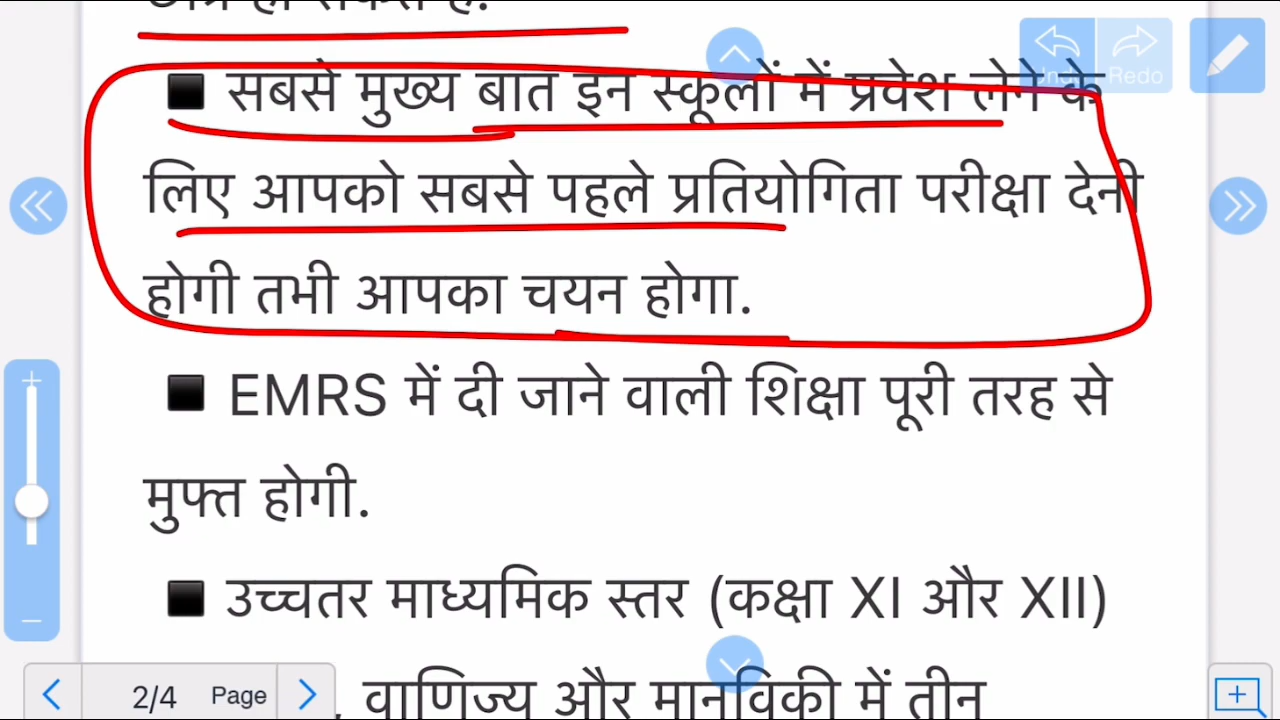 ■ सबसे मुख्य बात इन स्कूलों में प्रवेश लेने के
लिए आपको सबसे पहले प्रतियोगिता परीक्षा देनी
होगी तभी आपका चयन होगा.
■ EMRS में दी जाने वाली शिक्षा पूरी तरह से
मुफ्त होगी.
■ उच्चतर माध्यमिक स्तर (कक्षा XI और XII)
, वाणिज्य और मानविकी में तीन
Undo Redo
2/4 Page